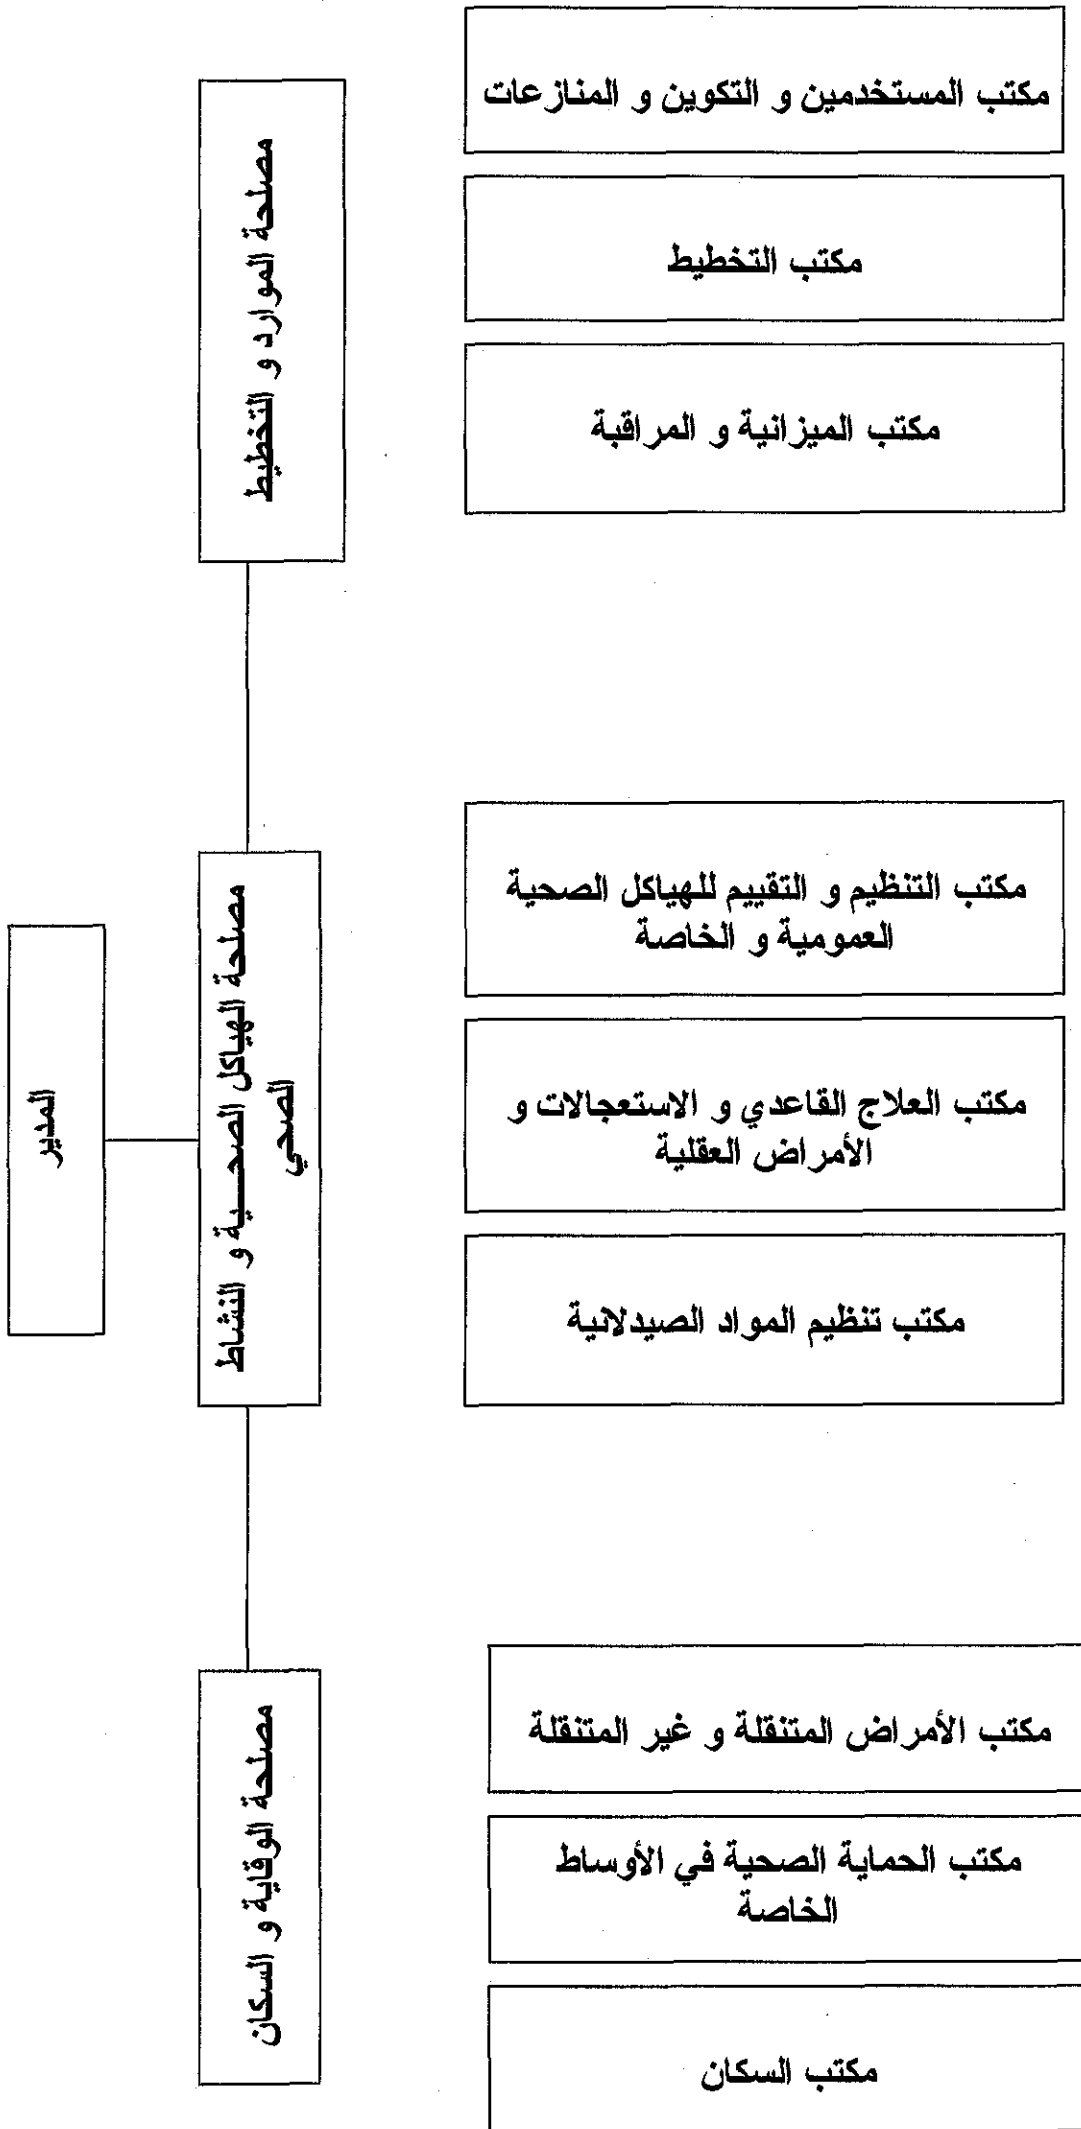 المدير
مصلحة الموارد و التخطيط
مكتب المستخدمين و التكوين و المنازعات
مكتب التخطيط
مكتب الميزانية و المراقبة
مصلحة الهياكل الصحـــية و النشاط
الصحي
مكتب التنظيم و التقييم للهياكل الصحية
العمومية و الخاصة
مكتب العلاج القاعدي و الاستعجالات و
الأمراض العقلية
مكتب تنظيم المواد الصيدلانية
مصلحة الوقاية و السكان
مكتب الأمراض المتنقلة و غير المتنقلة
مكتب الحماية الصحية في الأوساط
الخاصة
مكتب السكان